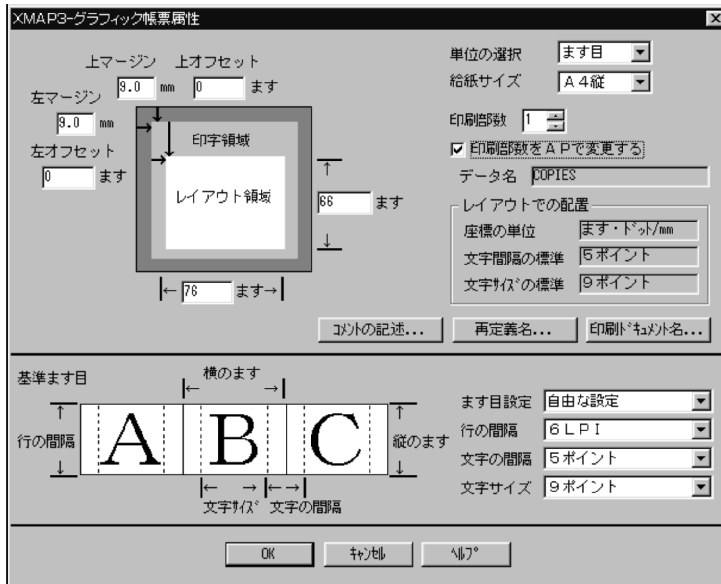 XMAP3-グラフィック帳票属性
上マージン 上オフセット
9.0 mm 0 ます
左マージン
9.0 mm
左オフセット
0 ます
印字領域
レイアウト領域
66 ます
76 ます
単位の選択 ます目
給紙サイズ A4縦
印刷部数 1
印刷部数をAPで変更する
データ名 COPIES
レイアウトでの配置
座標の単位 ます・ドット/mm
文字間隔の標準 5ポイント
文字サイズの標準 9ポイント
コメントの記述... 再定義名... 印刷ドキュメント名...
基準ます目
横のます
行の間隔
A B C
縦のます
文字サイズ 文字の間隔
ます目設定 自由な設定
行の間隔 6LPI
文字の間隔 5ポイント
文字サイズ 9ポイント
OK キャンセル ヘルプ